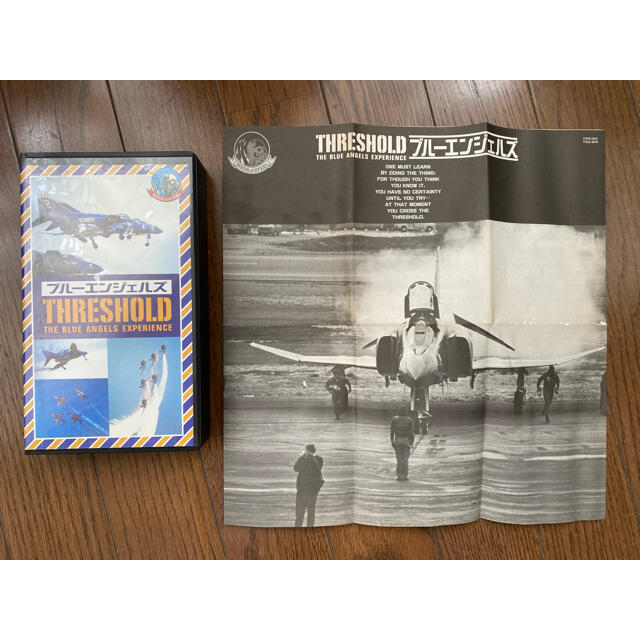 ブルーエンジェルズ
THRESHOLD
THE BLUE ANGELS EXPERIENCE
THRESHOLD ブルーエンジェルズ
THE BLUE ANGELS EXPERIENCE
ONE MUST LEARN
BY DOING THE THING;
FOR THOUGH YOU THINK
YOU KNOW IT,
YOU HAVE NO CERTAINTY
UNTIL YOU TRY--
AT THAT MOMENT
YOU CROSS THE
THRESHOLD.